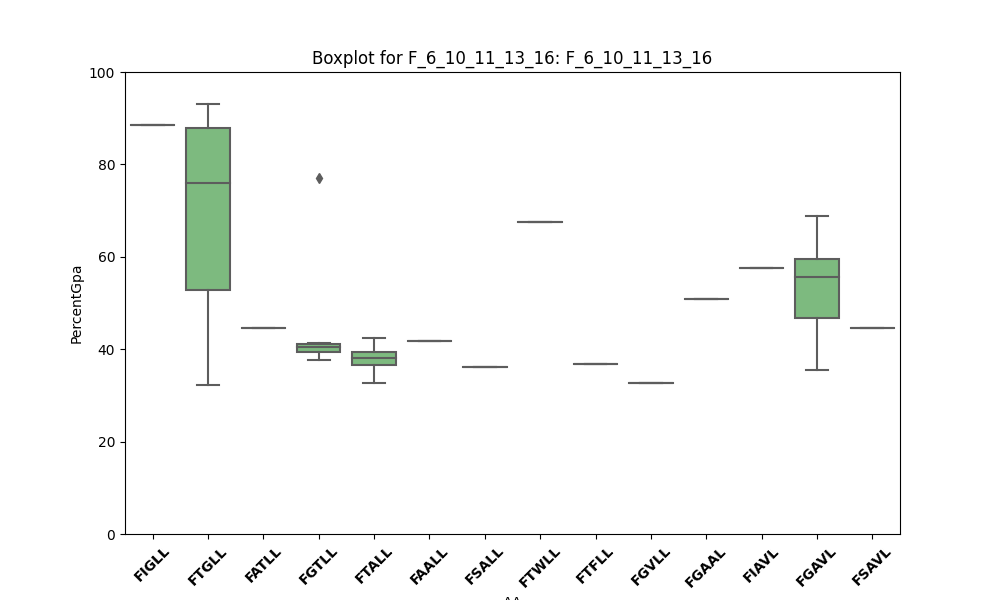 Boxplot for F_6_10_11_13_16: F_6_10_11_13_16
100
80
60
40
20
0
PercentGpa
FIGLL
FTGLL
FATLL
FGTLL
FTALL
FAALL
FSALL
FTWLL
FTFLL
FGVLL
FGAAL
FIAVL
FGAVL
FSAVL